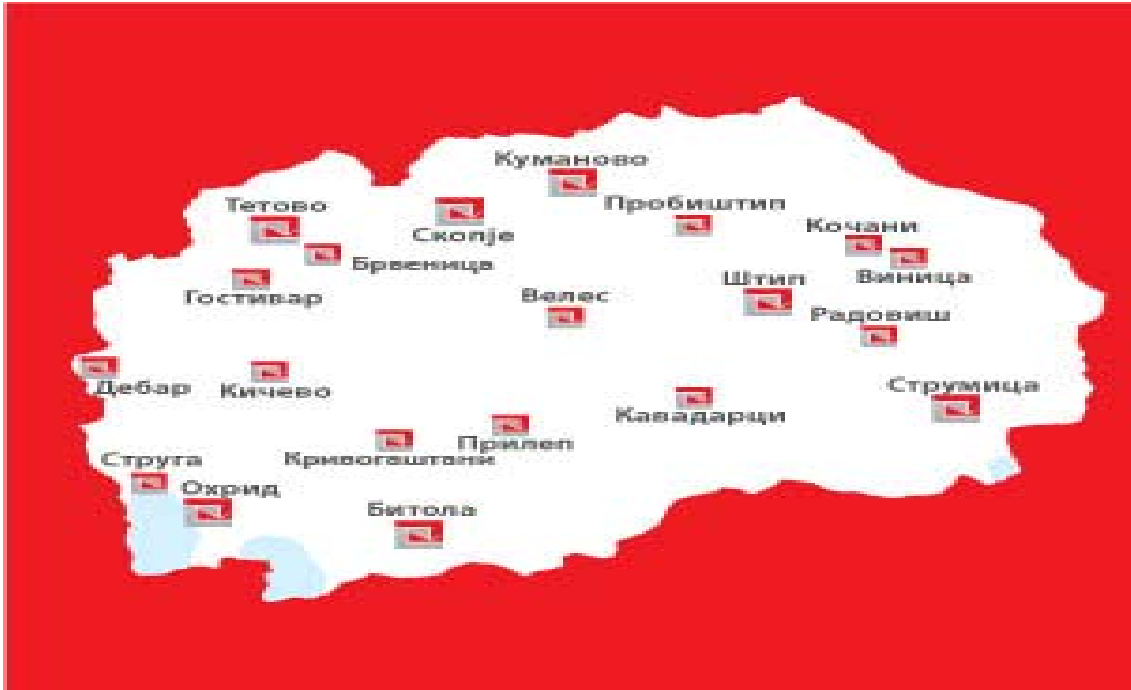 Куманово
Тетово
Пробиштип
Скопје
Кочани
Брвеница
Виница
Гостивар
Велес
Штип
Радовиш
Дебар
Кичево
Струмица
Кавадарци
Прилеп
Кривогаштани
Струга
Охрид
Битола